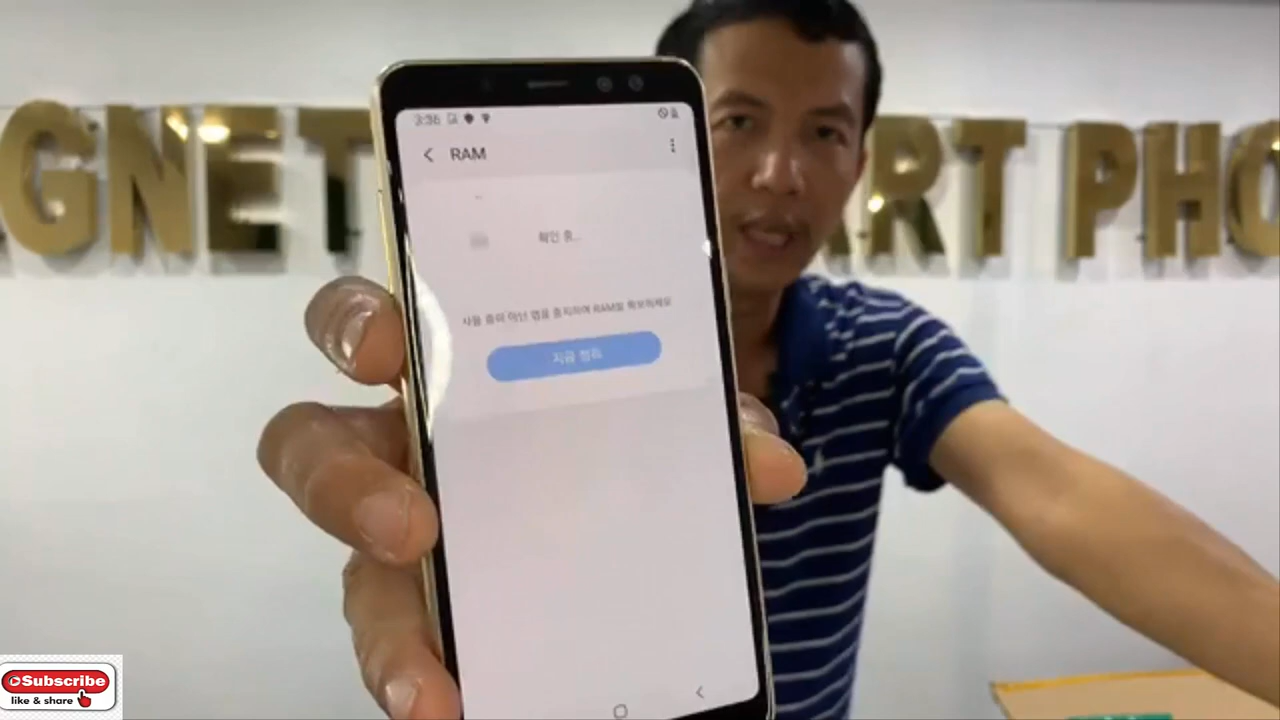 GNET ART PHO
3:36
RAM
확인 중...
사용 중이 아닌 앱을 중지하여 RAM을 확보하세요
지금 정리
Subscribe
like & share